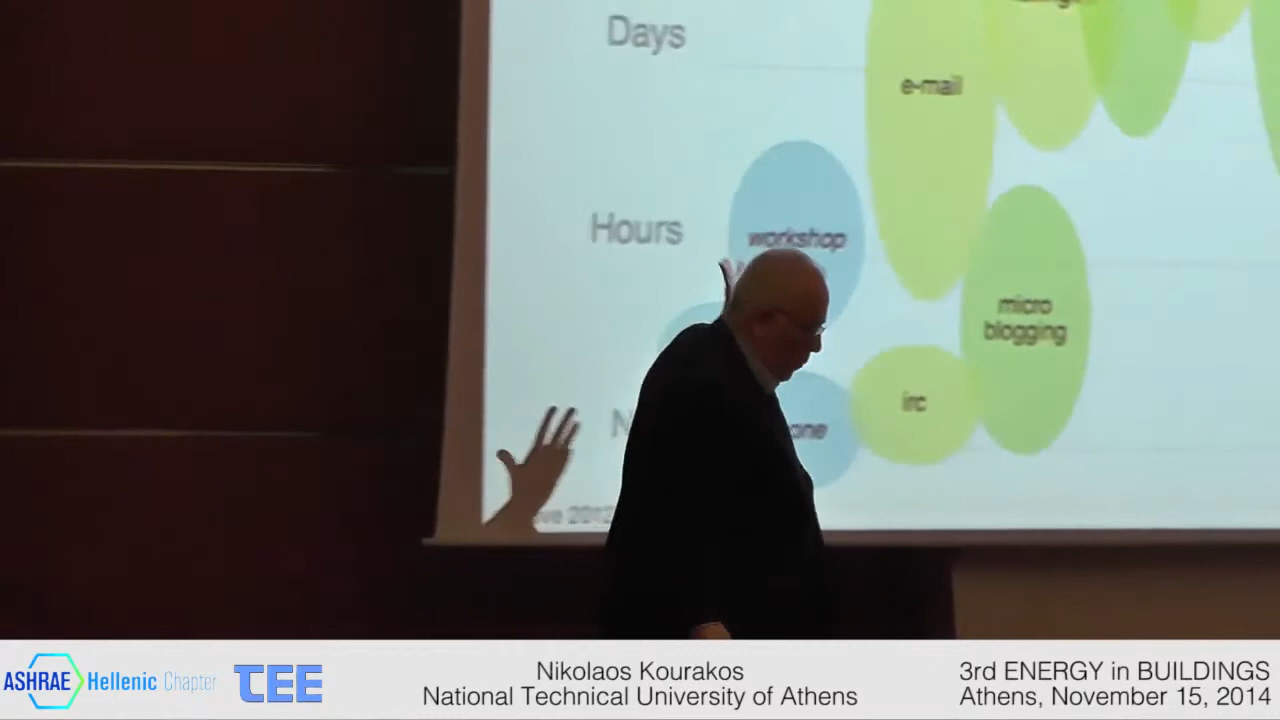 Days
e-mail
Hours
workshop
micro
blogging
irc
2012
ASHRAE Hellenic Chapter
TEE
Nikolaos Kourakos
National Technical University of Athens
3rd ENERGY in BUILDINGS
Athens, November 15, 2014